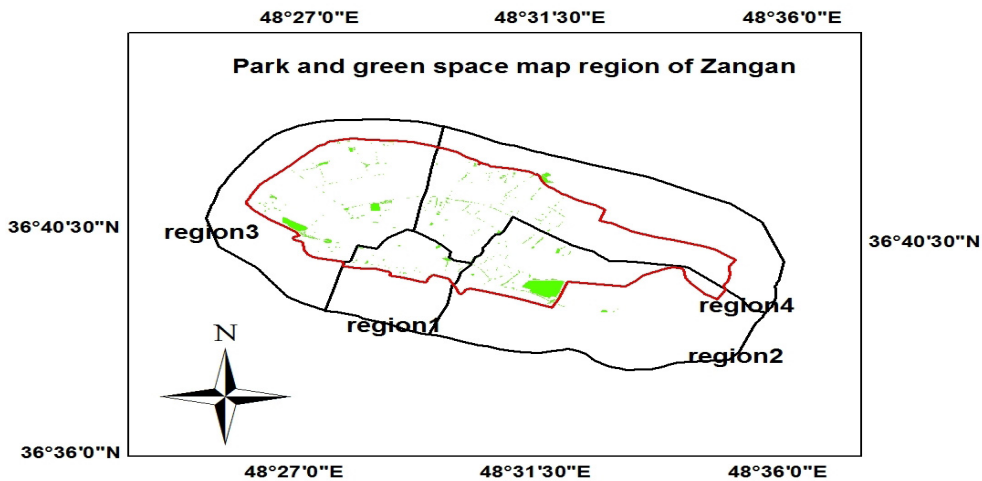 48°27'0"E 48°31'30"E 48°36'0"E
Park and green space map region of Zangan
36°40'30"N 36°40'30"N
region3
region4
region1
N
region2
36°36'0"N
48°27'0"E 48°31'30"E 48°36'0"E